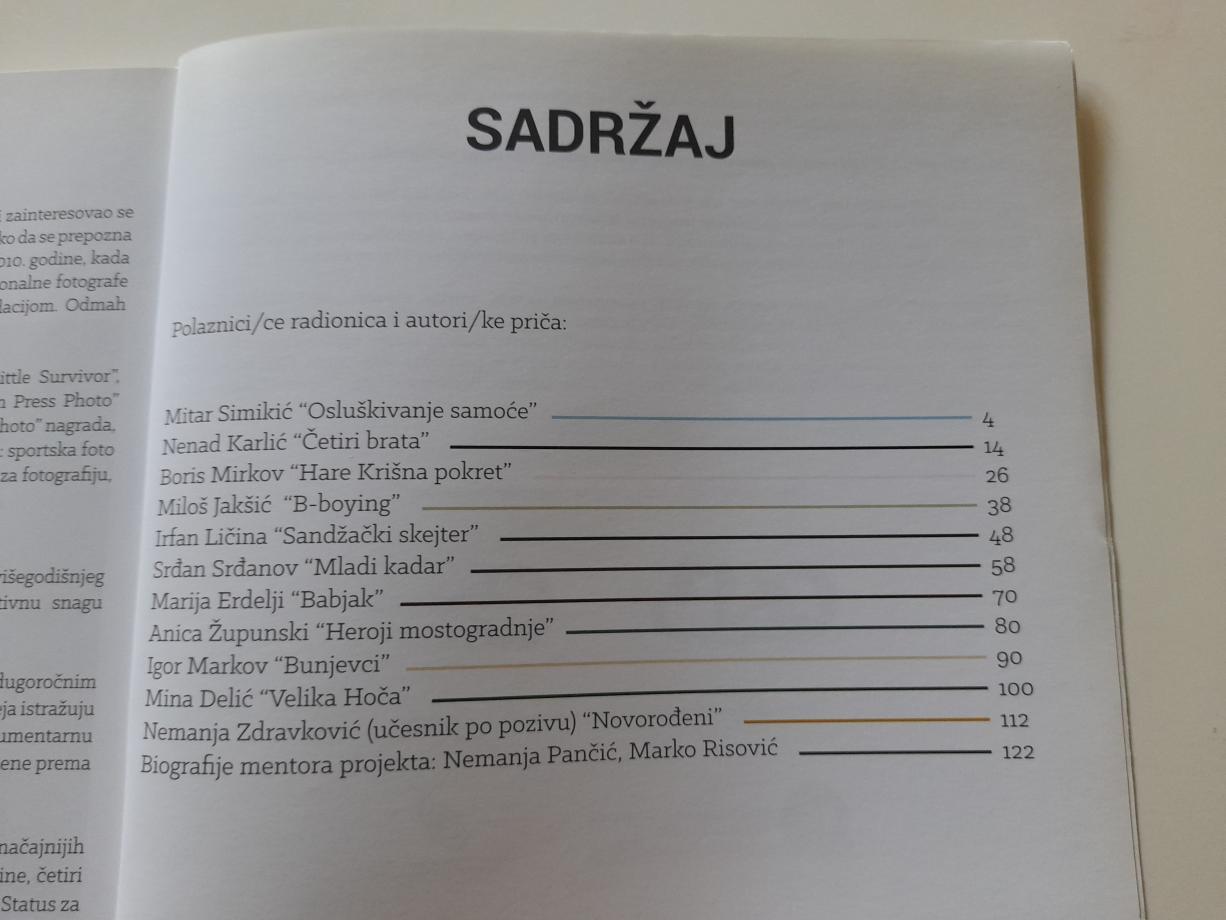 zainteresovao se
ko da se prepozna
010. godine, kada
onalne fotografe
lacijom. Odmah
ittle Survivor”,
Press Photo”
hoto” nagrada,
: sportska foto
za fotografiju,
išegodišnjeg
tivnu snagu
dugoročnim
ja istražuju
umentarnu
ene prema
načajnijih
ine, četiri
Status za
SADRŽAJ
Polaznici/ce radionica i autori/ke priča:
Mitar Simikić “Osluškivanje samoće” 4
Nenad Karlić “Četiri brata” 14
Boris Mirkov “Hare Krišna pokret” 26
Miloš Jakšić “B-boying” 38
Irfan Ličina “Sandžački skejter” 48
Srđan Srđanov “Mladi kadar” 58
Marija Erdelji “Babjak” 70
Anica Župunski “Heroji mostogradnje” 80
Igor Markov “Bunjevci” 90
Mina Delić “Velika Hoča” 100
Nemanja Zdravković (učesnik po pozivu) “Novorođeni” 112
Biografije mentora projekta: Nemanja Pančić, Marko Risović 122